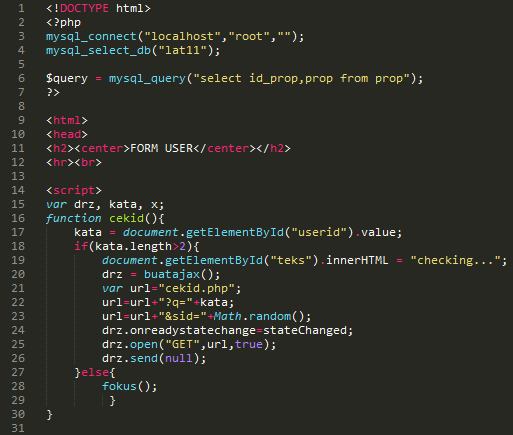 1 <!DOCTYPE html>
2 <?php
3 mysql_connect("localhost","root","");
4 mysql_select_db("lat11");
5
6 $query = mysql_query("select id_prop,prop from prop");
7 ?>
8
9 <html>
10 <head>
11 <h2><center>FORM USER</center></h2>
12 <hr><br>
13
14 <script>
15 var drz, kata, x;
16 function cekid(){
17     kata = document.getElementById("userid").value;
18     if(kata.length>2){
19         document.getElementById("teks").innerHTML = "checking...";
20         drz = buatajax();
21         var url="cekid.php";
22         url=url+"?q="+kata;
23         url=url+"&sid="+Math.random();
24         drz.onreadystatechange=stateChanged;
25         drz.open("GET",url,true);
26         drz.send(null);
27     }else{
28         fokus();
29          }
30 }
31